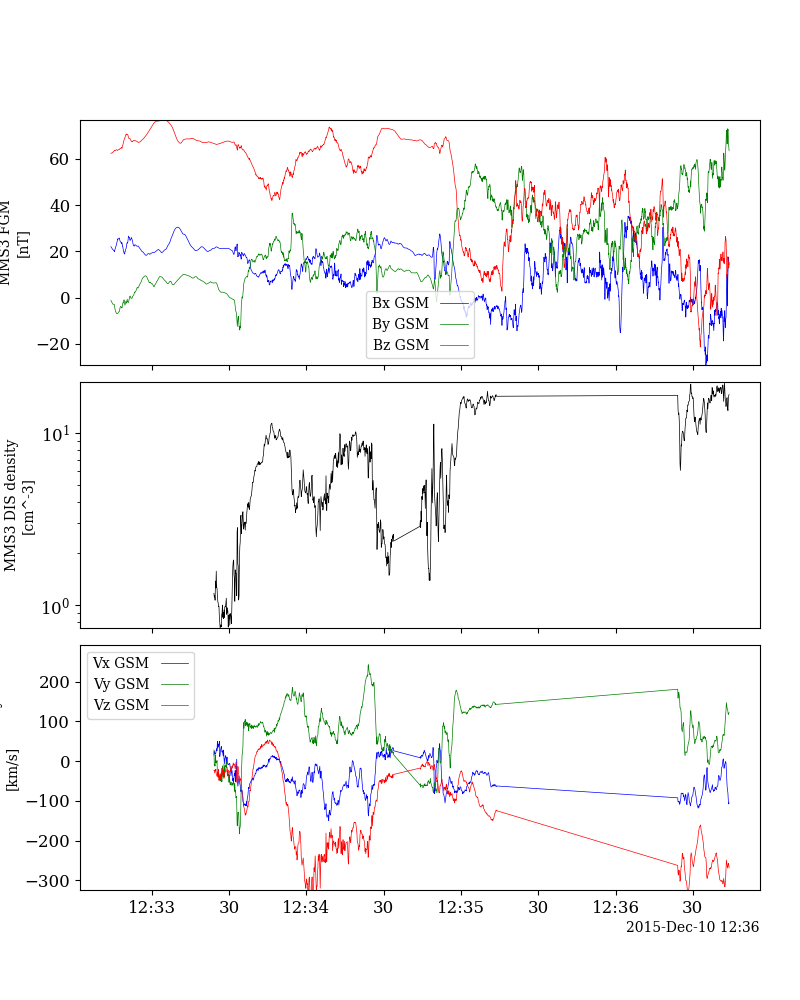 MMS3 FGM
[nT]
60
40
20
0
−20
Bx GSM
By GSM
Bz GSM
MMS3 DIS density
[cm^-3]
10^1
10^0
[km/s]
200
100
0
−100
−200
−300
Vx GSM
Vy GSM
Vz GSM
12:33 30 12:34 30 12:35 30 12:36 30
2015-Dec-10 12:36